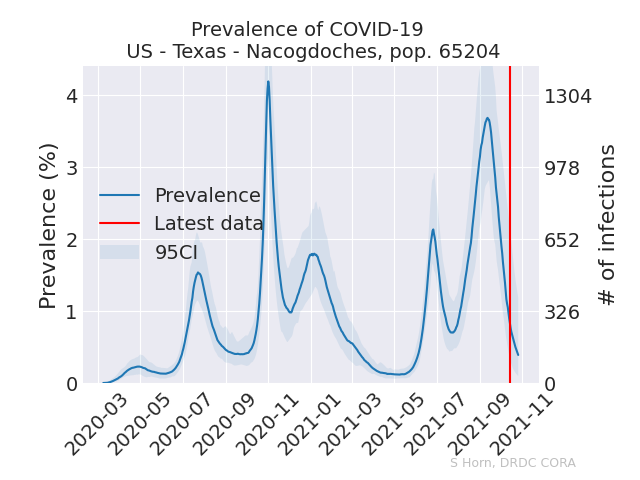 Prevalence of COVID-19
US - Texas - Nacogdoches, pop. 65204
Prevalence (%)
4
3
2
1
0
1304
978
652
326
0
# of infections
Prevalence
Latest data
95CI
2020-03
2020-05
2020-07
2020-09
2020-11
2021-01
2021-03
2021-05
2021-07
2021-09
2021-11
S Horn, DRDC CORA